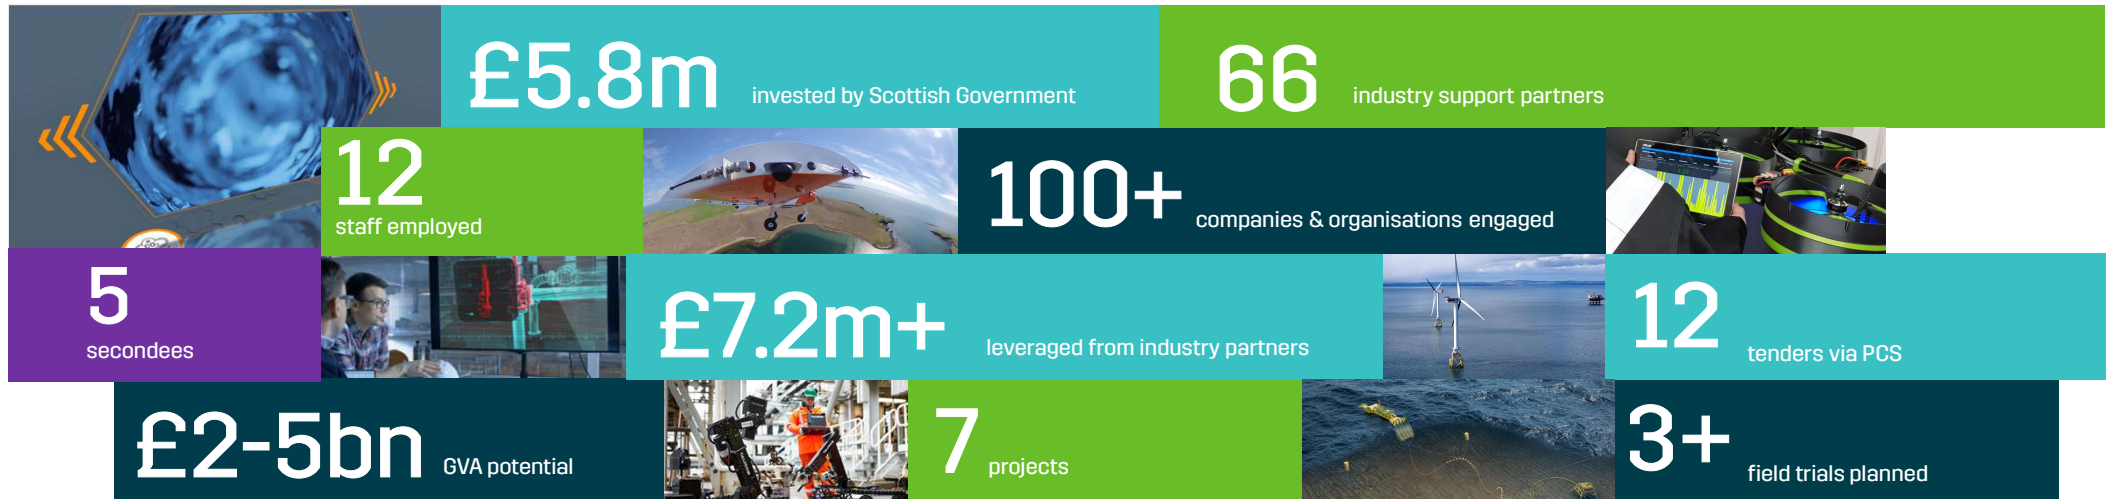 £5.8m invested by Scottish Government
66 industry support partners
12
staff employed
100+ companies & organisations engaged
5
secondees
£7.2m+ leveraged from industry partners
12 tenders via PCS
£2-5bn GVA potential
7 projects
3+ field trials planned